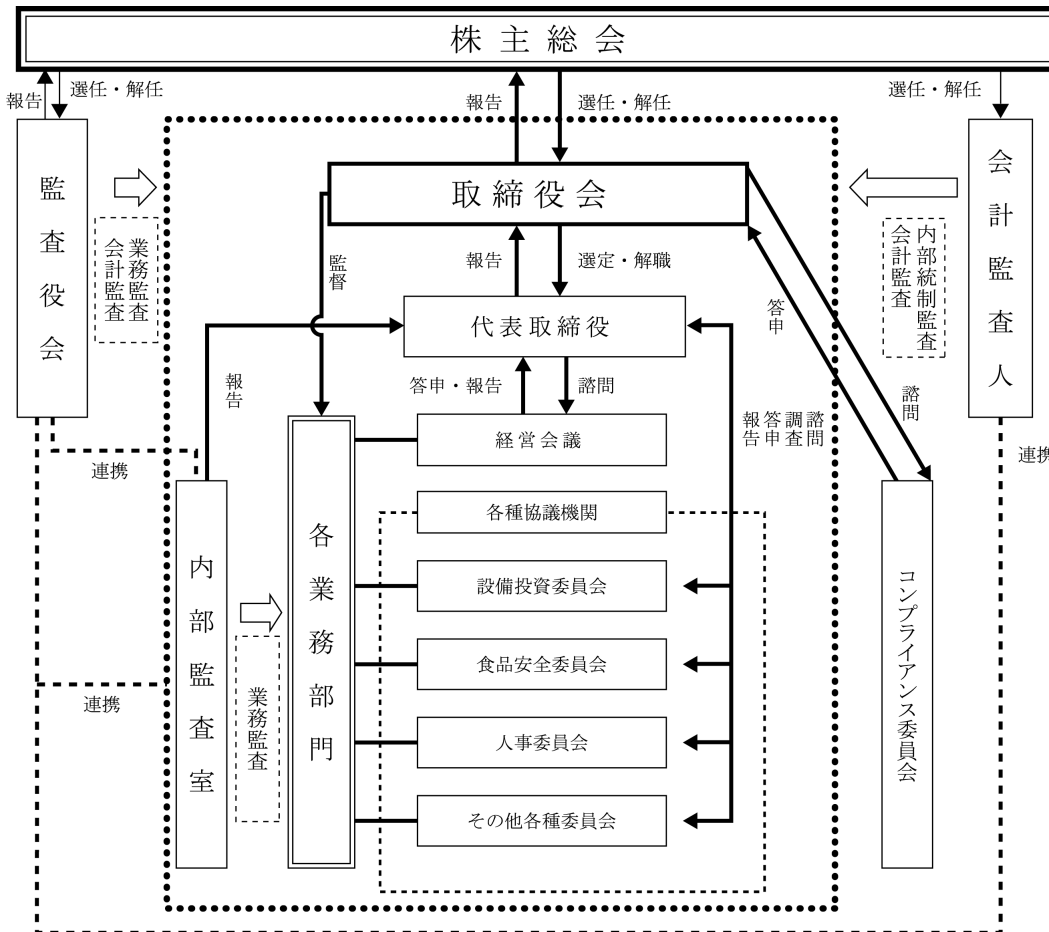 株主総会
報告
選任・解任
報告
選任・解任
選任・解任
監査役会
業務監査
会計監査
取締役会
会計監査人
内部統制監査
会計監査
監督
報告
選定・解職
答申
代表取締役
報告
答申・報告
諮問
諮問
調査
答申
報告
諮問
経営会議
連携
連携
各種協議機関
内部監査室
各業務部門
設備投資委員会
コンプライアンス委員会
食品安全委員会
業務監査
連携
人事委員会
その他各種委員会